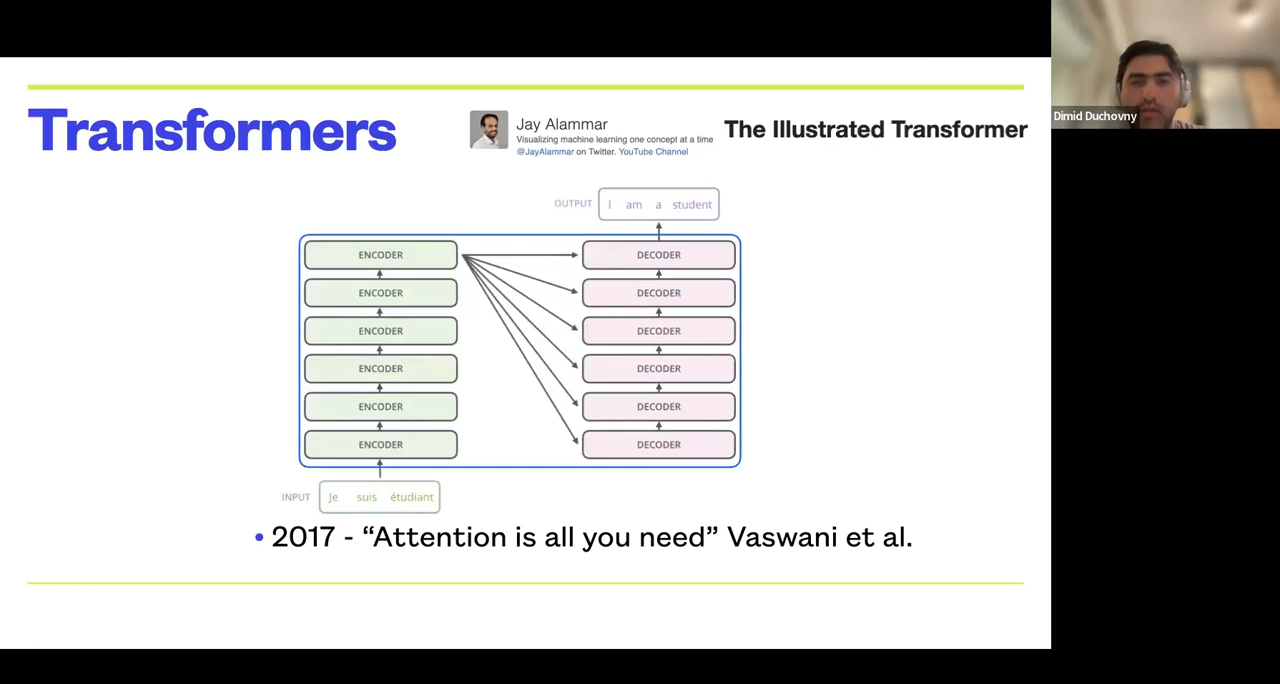 Transformers
Jay Alammar
Visualizing machine learning one concept at a time
@JayAlammar on Twitter. YouTube Channel
The Illustrated Transformer
Dimid Duchovny
OUTPUT
I am a student
ENCODER
DECODER
ENCODER
DECODER
ENCODER
DECODER
ENCODER
DECODER
ENCODER
DECODER
ENCODER
DECODER
INPUT
Je suis étudiant
• 2017 - “Attention is all you need” Vaswani et al.